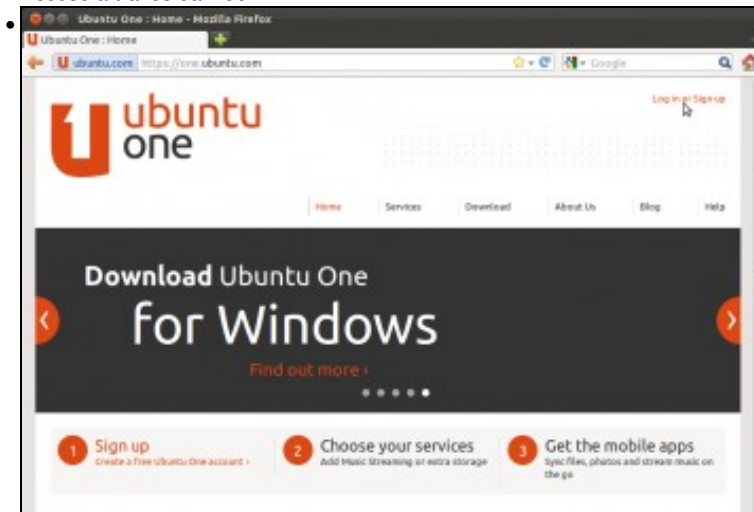 Ubuntu One : Home - Mozilla Firefox
Ubuntu One : Home
ubuntu.com https://one.ubuntu.com
Google
ubuntu
one
Log in or Sign up
Home Services Download About Us Blog Help
Download Ubuntu One
for Windows
Find out more ›
1 Sign up
Create a free Ubuntu One account ›
2 Choose your services
Add Music Streaming or extra storage
3 Get the mobile apps
Sync files, photos and stream music on
the go